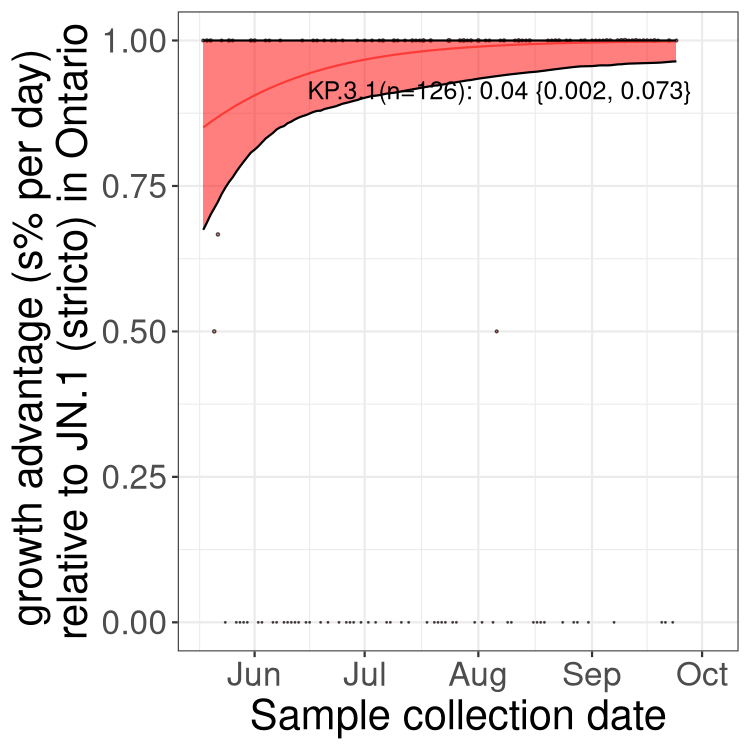 growth advantage (s% per day)
relative to JN.1 (stricto) in Ontario
1.00
KP.3.1(n=126): 0.04 {0.002, 0.073}
0.75
0.50
0.25
0.00
Jun Jul Aug Sep Oct
Sample collection date